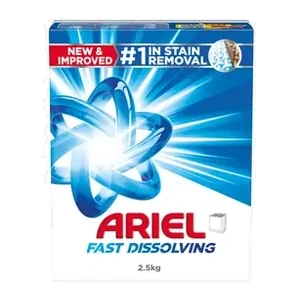 NEW &
IMPROVED
#1 IN STAIN
REMOVAL
ARIEL
FAST DISSOLVING
2.5kg